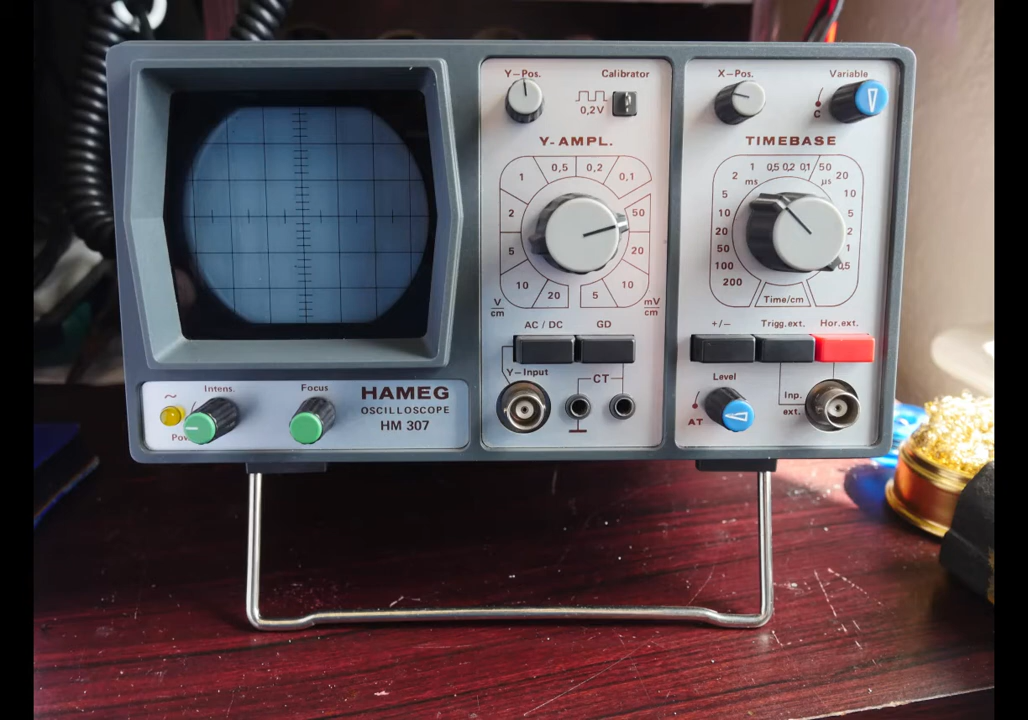 Intens.
Focus
~
Pow
HAMEG
OSCILLOSCOPE
HM 307
Y–Pos.
Calibrator
0,2V
Y-AMPL.
0,5
0,2
1
0,1
2
50
5
20
10
10
20
5
V
cm
mV
cm
AC / DC
GD
Y–Input
CT
X–Pos.
Variable
C
TIMEBASE
1
0,5
0,2
0,1
50
2
ms
µs
20
5
10
10
5
20
2
50
1
100
0,5
200
Time/cm
+/–
Trigg.ext.
Hor.ext.
Level
AT
Inp.
ext.